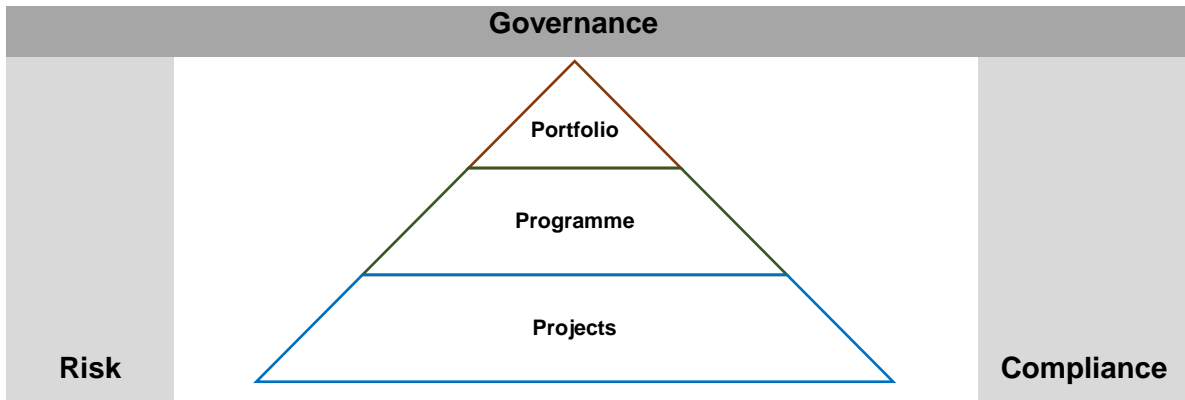 Governance
Portfolio
Programme
Projects
Risk
Compliance